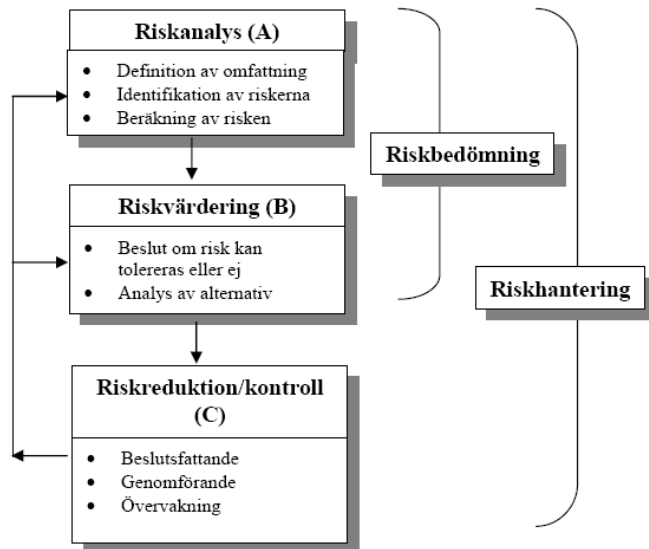 Riskanalys (A)
• Definition av omfattning
• Identifikation av riskerna
• Beräkning av risken
Riskbedömning
Riskvärdering (B)
• Beslut om risk kan
tolereras eller ej
• Analys av alternativ
Riskhantering
Riskreduktion/kontroll
(C)
• Beslutsfattande
• Genomförande
• Övervakning